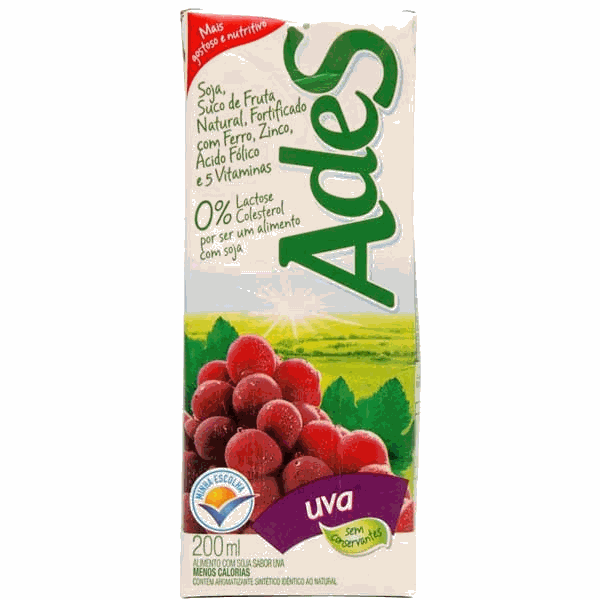 Mais
gostoso e nutritivo
AdeS
Soja,
Suco de Fruta
Natural, Fortificado
com Ferro, Zinco,
Ácido Fólico
e 5 Vitaminas
0% Lactose
Colesterol
por ser um alimento
com soja
MINHA ESCOLHA
uva
sem
conservantes
200ml
ALIMENTO COM SOJA SABOR UVA
MENOS CALORIAS
CONTÉM AROMATIZANTE SINTÉTICO IDÊNTICO AO NATURAL